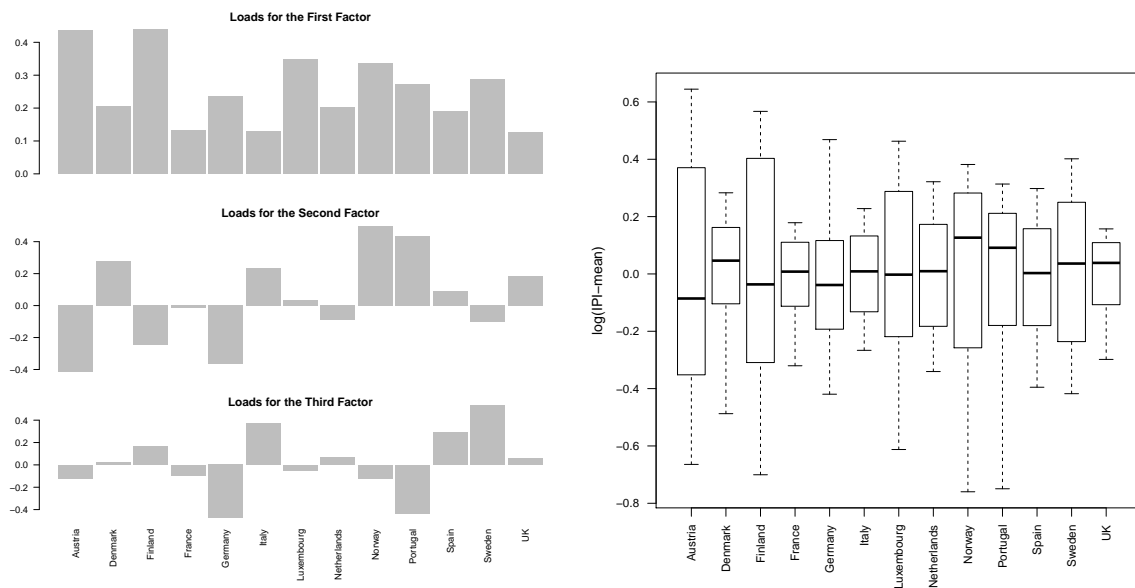 Loads for the First Factor
0.4
0.3
0.2
0.1
0.0
Loads for the Second Factor
0.4
0.2
0.0
−0.2
−0.4
Loads for the Third Factor
0.4
0.2
0.0
−0.2
−0.4
Austria
Denmark
Finland
France
Germany
Italy
Luxembourg
Netherlands
Norway
Portugal
Spain
Sweden
UK
log(IPI−mean)
0.6
0.4
0.2
0.0
−0.2
−0.4
−0.6
−0.8
Austria
Denmark
Finland
France
Germany
Italy
Luxembourg
Netherlands
Norway
Portugal
Spain
Sweden
UK